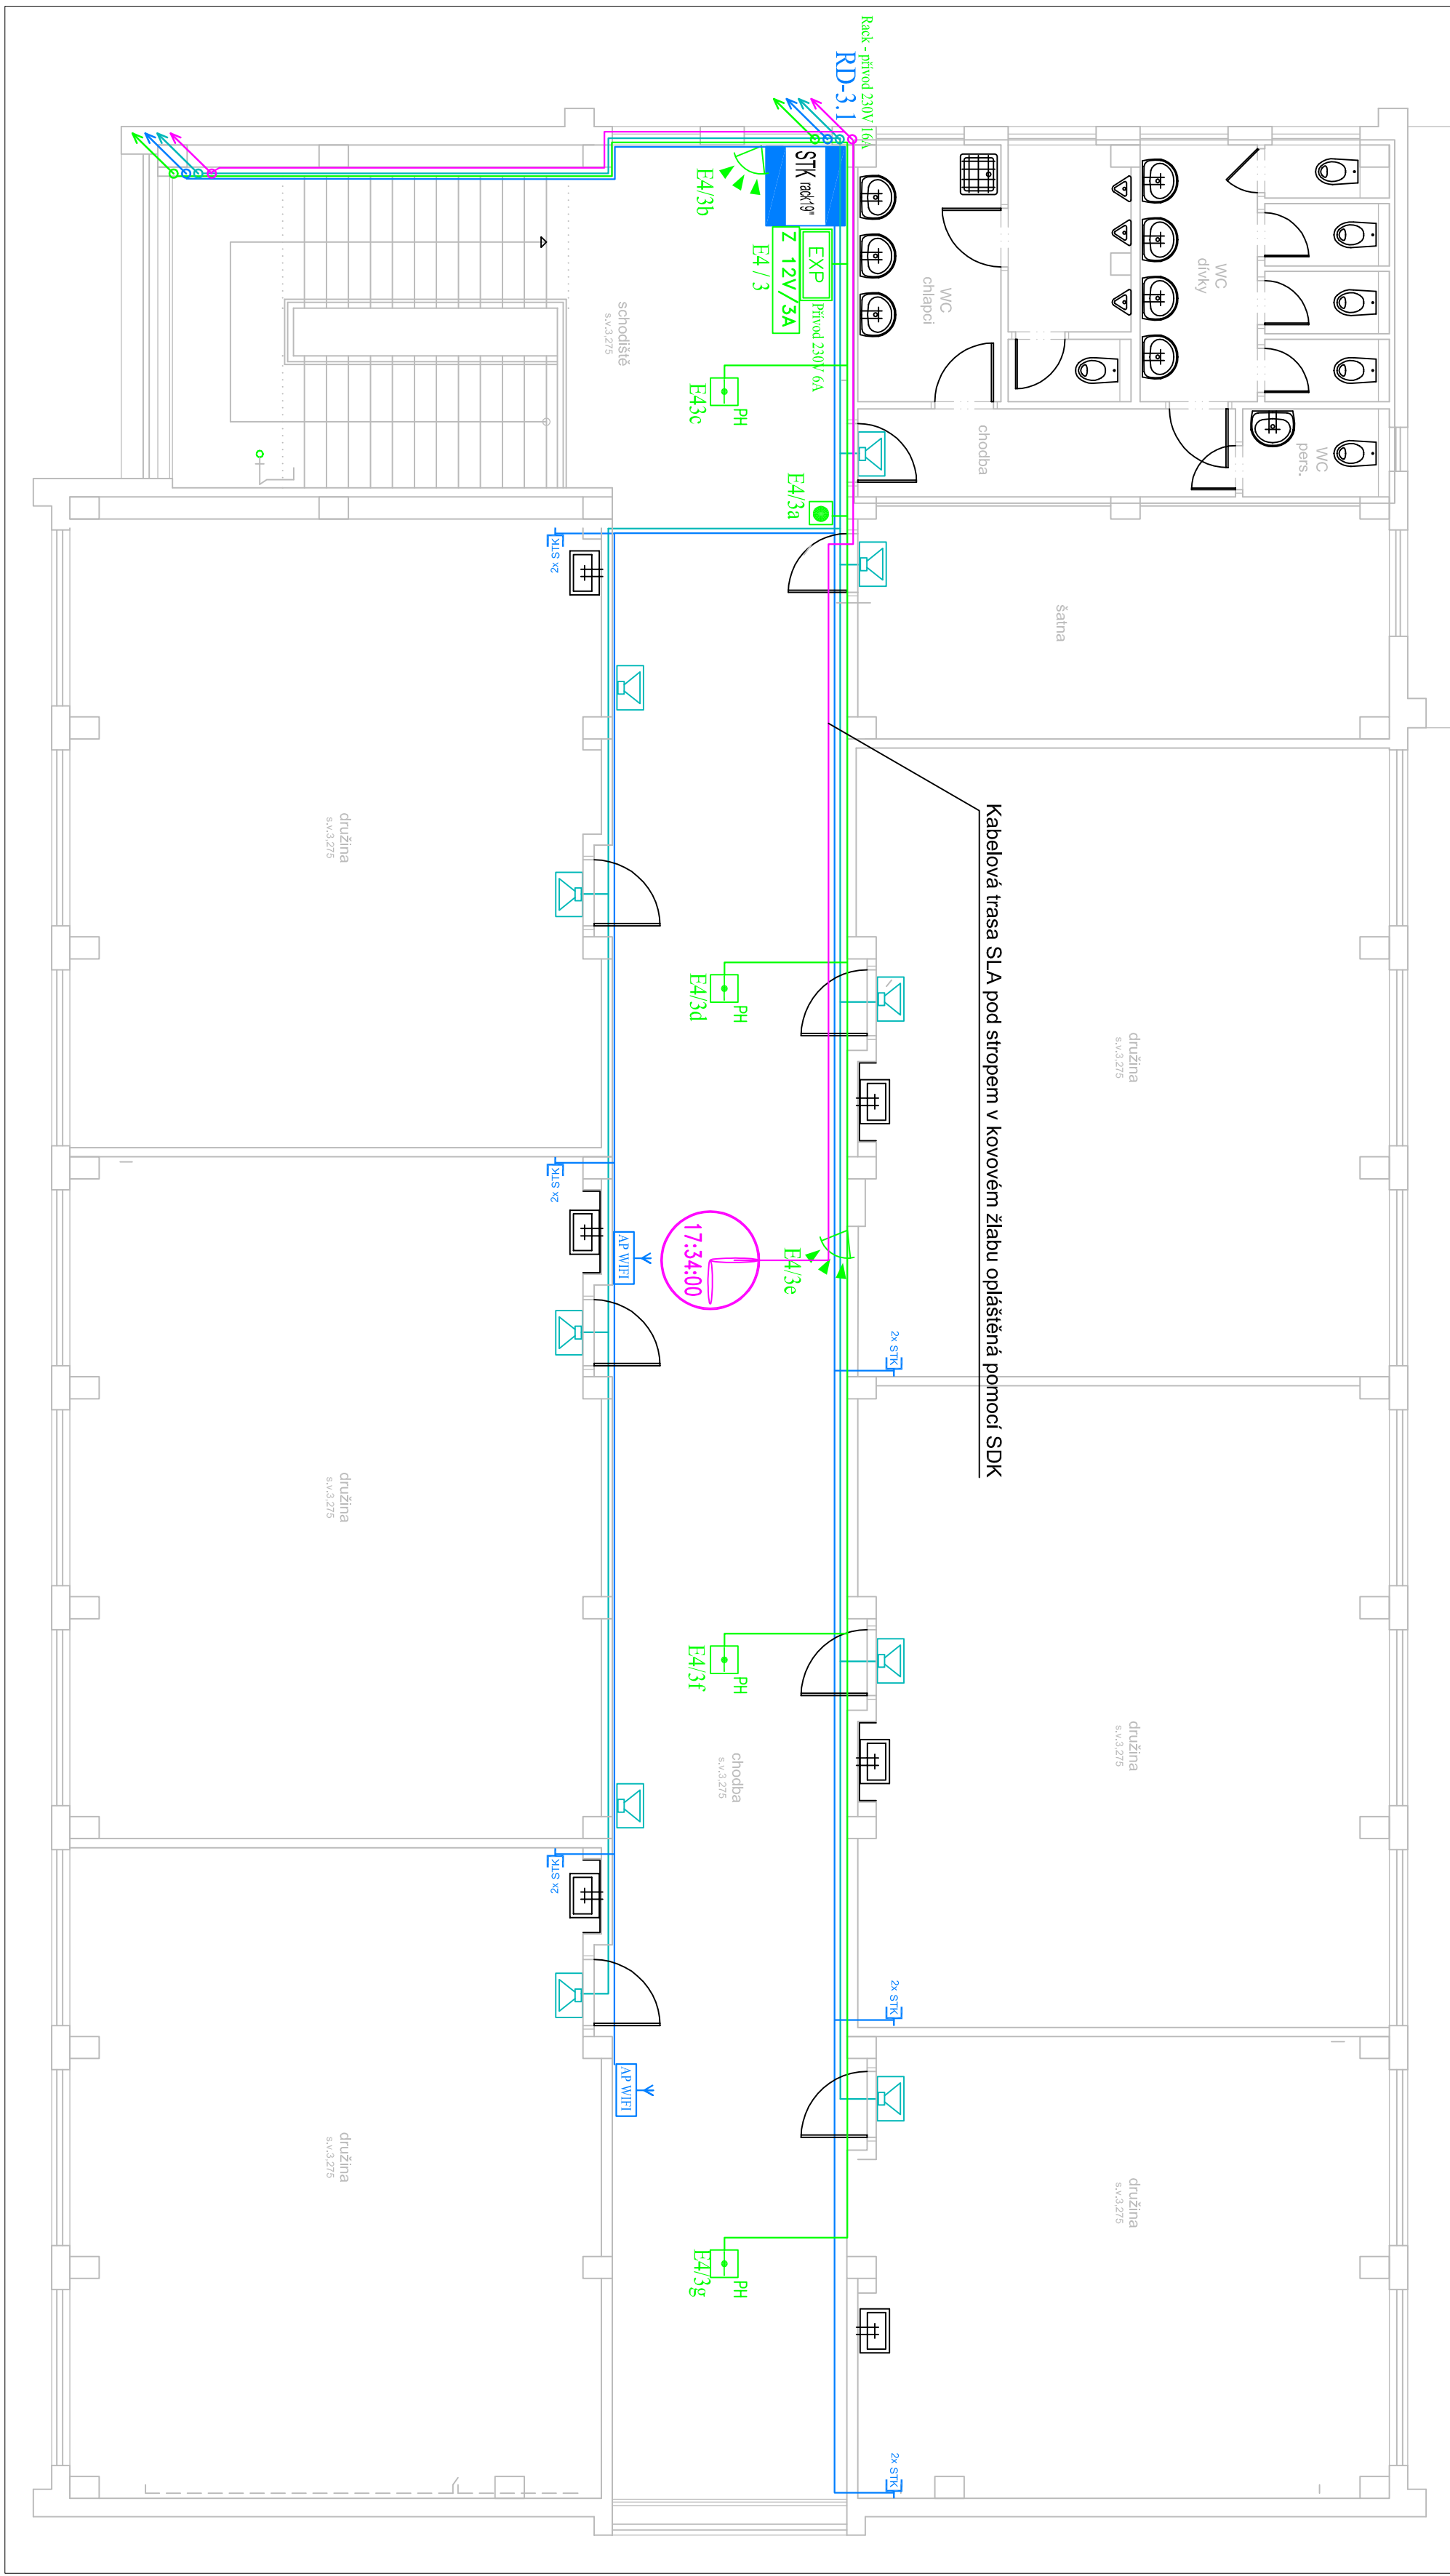 Rack - přívod 230V 16A
RD-3.1
STK rack19"
E4/3b
EXP
Z 12V/3A
E4/3
Přívod 230V 6A
schodiště
s.v.3.275
WC
chlapci
WC
dívky
WC
pers.
chodba
PH
E43c
E4/3a
šatna
2x STK
Kabelová trasa SLA pod stropem v kovovém žlabu opláštěná pomocí SDK
družina
s.v.3.275
družina
s.v.3.275
PH
E4/3d
2x STK
AP WIFI
17:34:00
E4/3e
2x STK
družina
s.v.3.275
PH
E4/3f
chodba
s.v.3.275
družina
s.v.3.275
2x STK
2x STK
AP WIFI
družina
s.v.3.275
družina
s.v.3.275
PH
E4/3g
2x STK